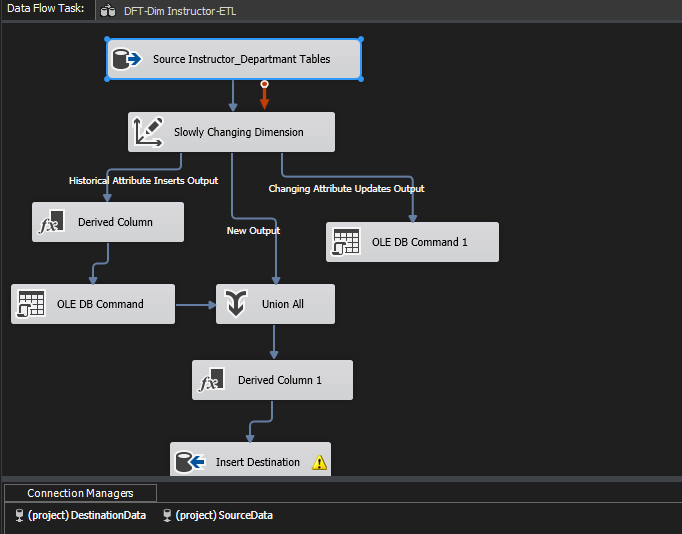 Data Flow Task:
DFT-Dim Instructor-ETL
Source Instructor_Departmant Tables
Slowly Changing Dimension
Historical Attribute Inserts Output
Changing Attribute Updates Output
fx
Derived Column
New Output
OLE DB Command 1
OLE DB Command
Union All
fx
Derived Column 1
Insert Destination
Connection Managers
(project) DestinationData
(project) SourceData